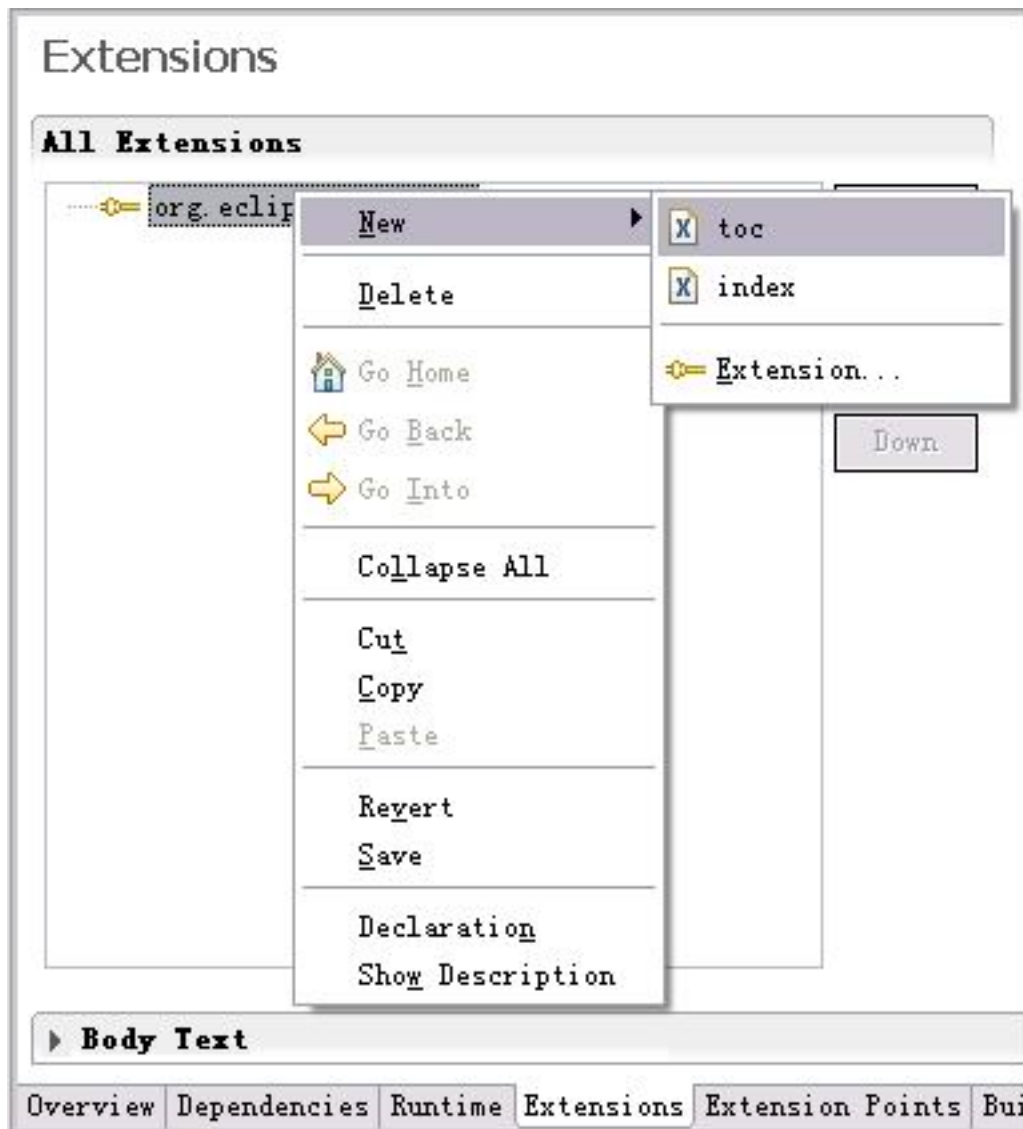 Extensions
All Extensions
org.eclip
New
toc
Delete
index
Go Home
Extension...
Go Back
Down
Go Into
Collapse All
Cut
Copy
Paste
Revert
Save
Declaration
Show Description
Body Text
Overview Dependencies Runtime Extensions Extension Points Bui